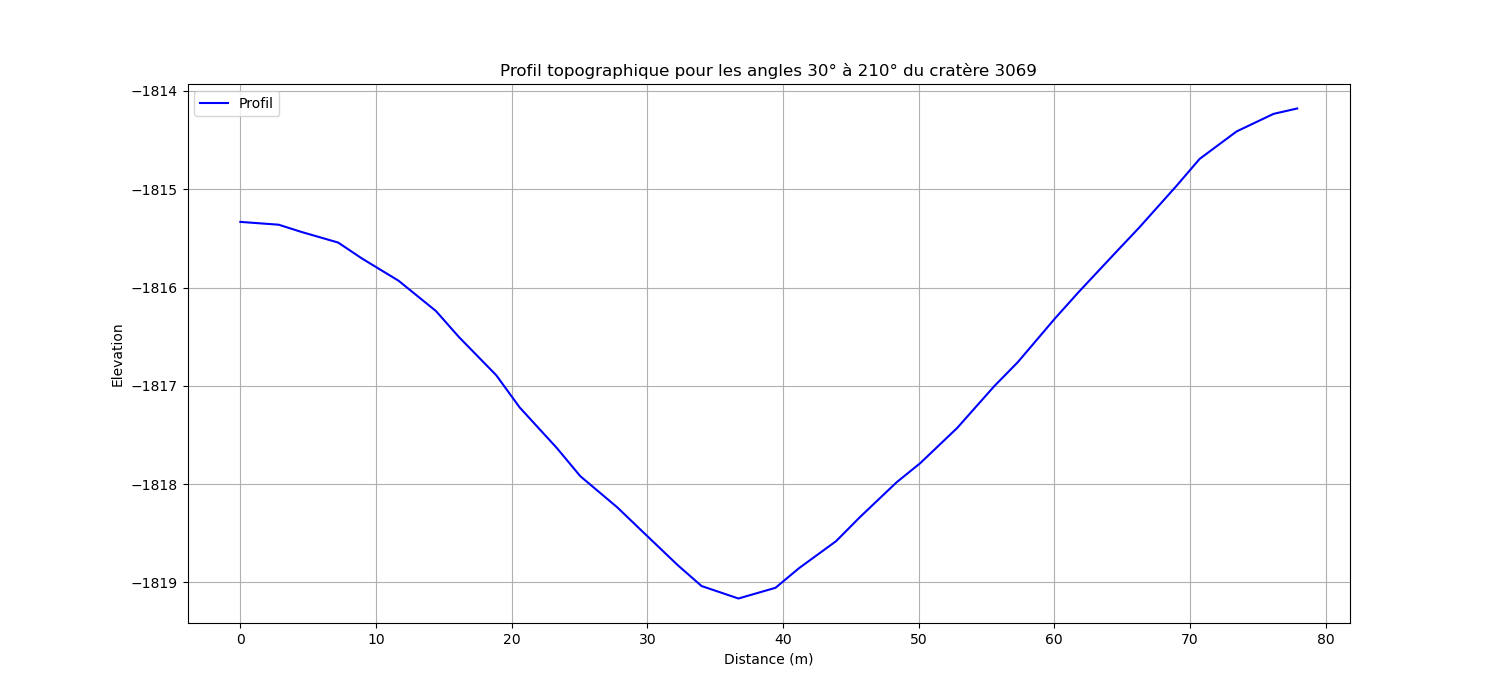 Profil topographique pour les angles 30° à 210° du cratère 3069
Profil
−1814
−1815
−1816
−1817
−1818
−1819
Elevation
0 10 20 30 40 50 60 70 80
Distance (m)